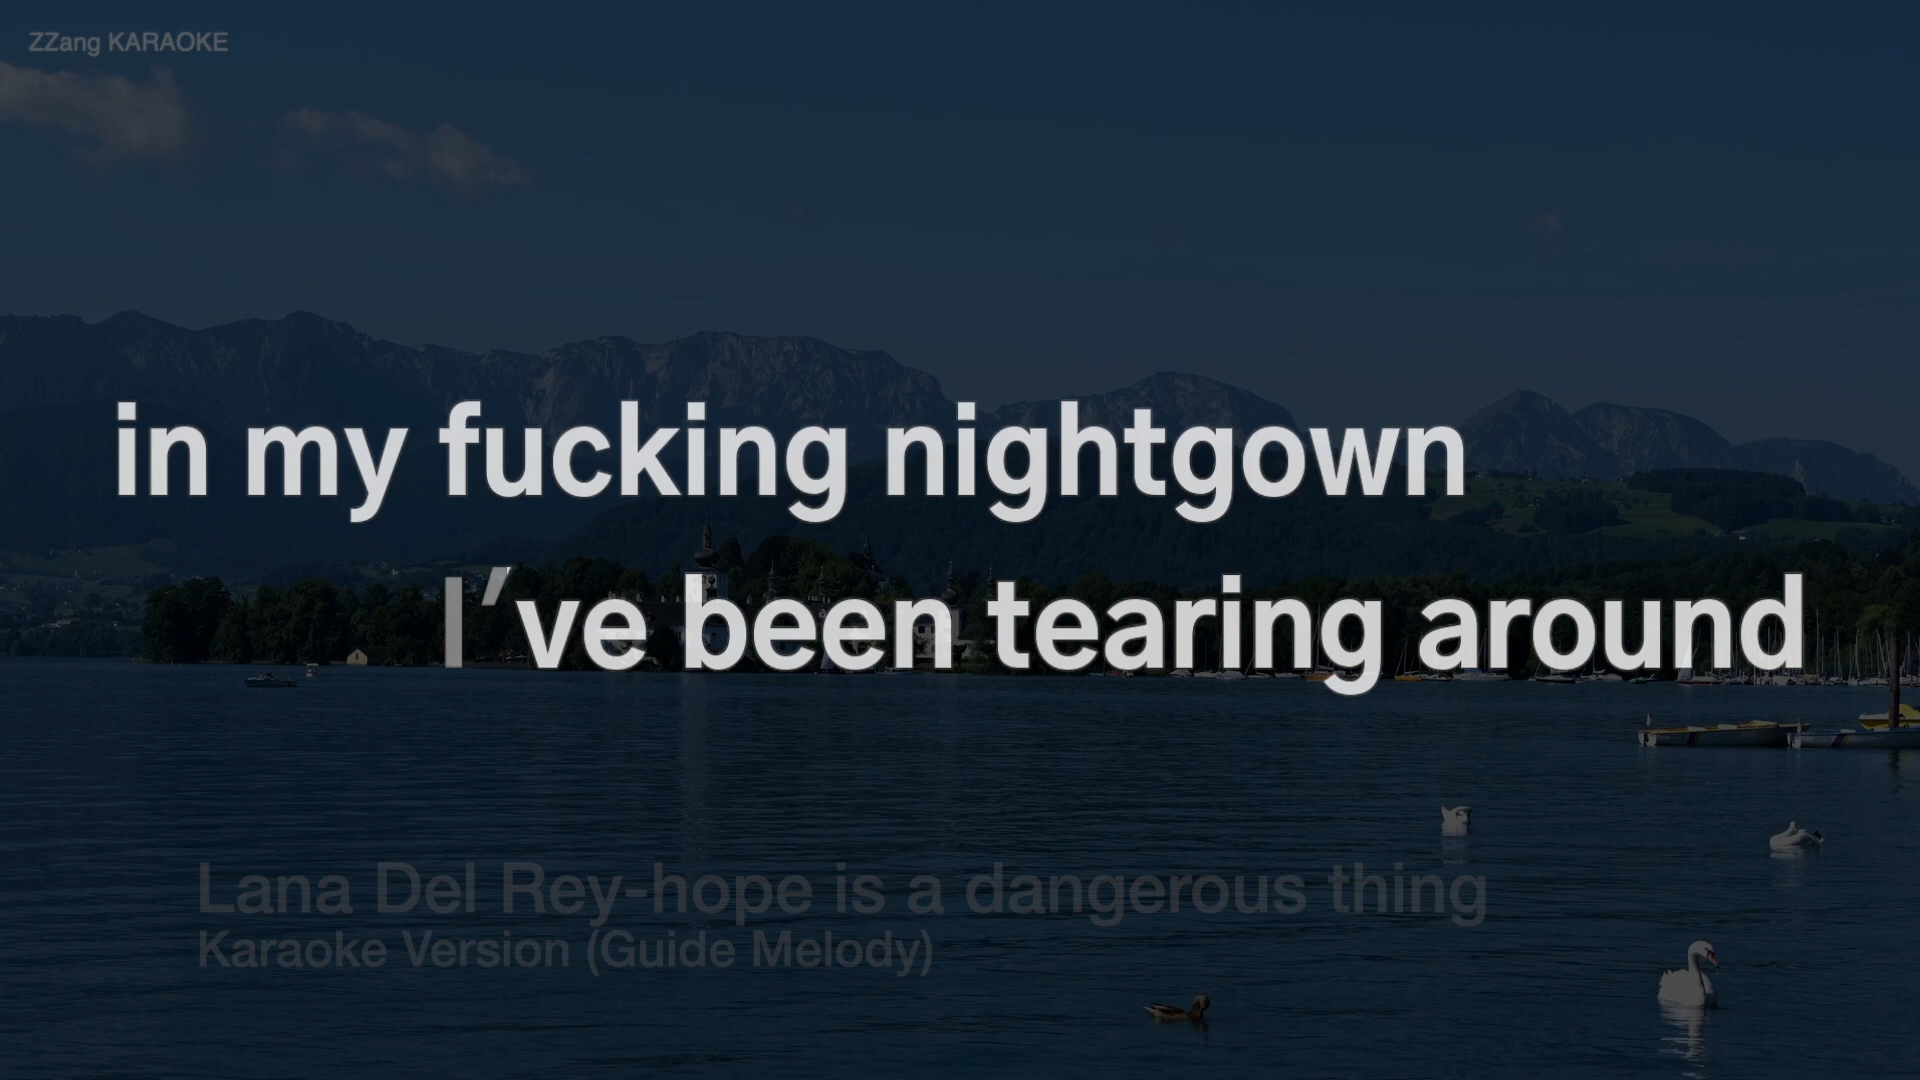 ZZang KARAOKE
in my fucking nightgown
I've been tearing around
Lana Del Rey-hope is a dangerous thing
Karaoke Version (Guide Melody)